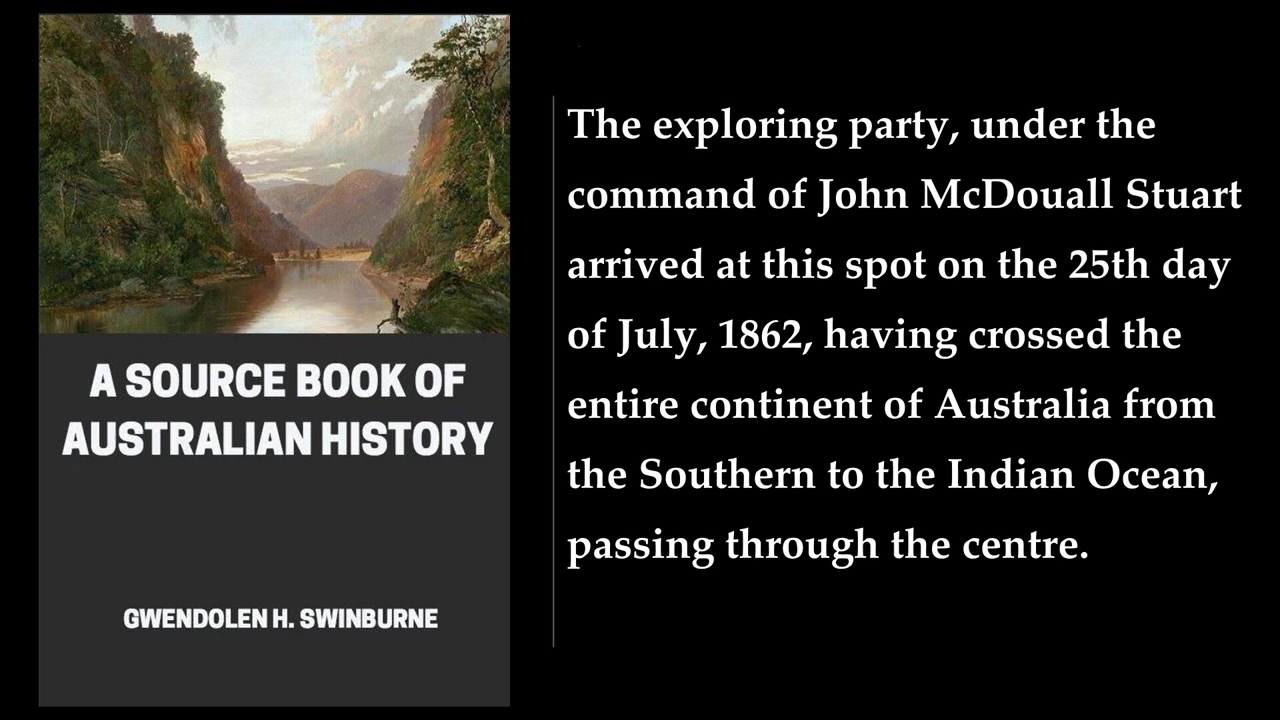 A SOURCE BOOK OF
AUSTRALIAN HISTORY
GWENDOLEN H. SWINBURNE
The exploring party, under the
command of John McDouall Stuart
arrived at this spot on the 25th day
of July, 1862, having crossed the
entire continent of Australia from
the Southern to the Indian Ocean,
passing through the centre.